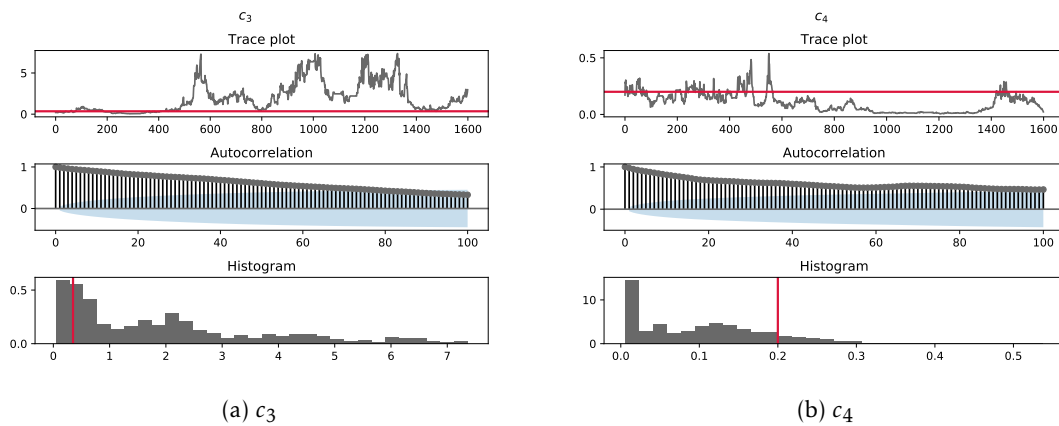 c3
Trace plot
5
0
0 200 400 600 800 1000 1200 1400 1600
Autocorrelation
1
0
0 20 40 60 80 100
Histogram
0.5
0.0
0 1 2 3 4 5 6 7
(a) c3
c4
Trace plot
0.5
0.0
0 200 400 600 800 1000 1200 1400 1600
Autocorrelation
1
0
0 20 40 60 80 100
Histogram
10
0
0.0 0.1 0.2 0.3 0.4 0.5
(b) c4